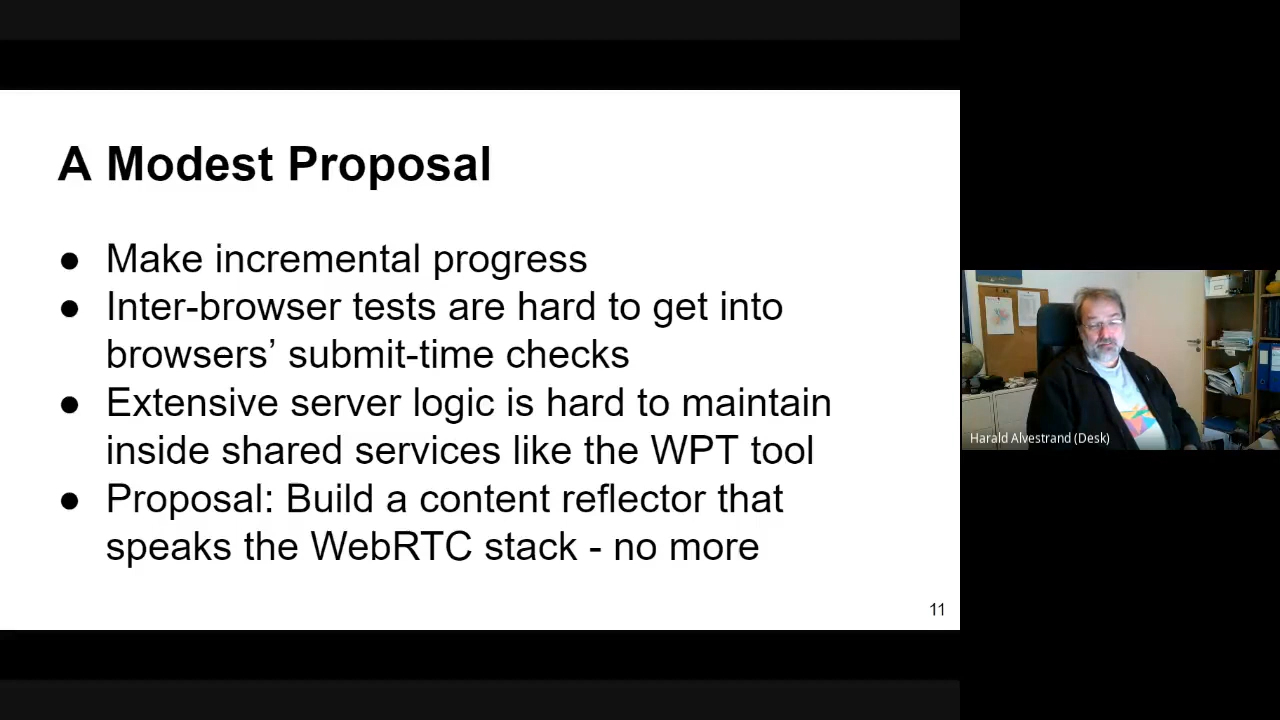 A Modest Proposal
● Make incremental progress
● Inter-browser tests are hard to get into
browsers’ submit-time checks
● Extensive server logic is hard to maintain
inside shared services like the WPT tool
● Proposal: Build a content reflector that
speaks the WebRTC stack - no more
11
Harald Alvestrand (Desk)